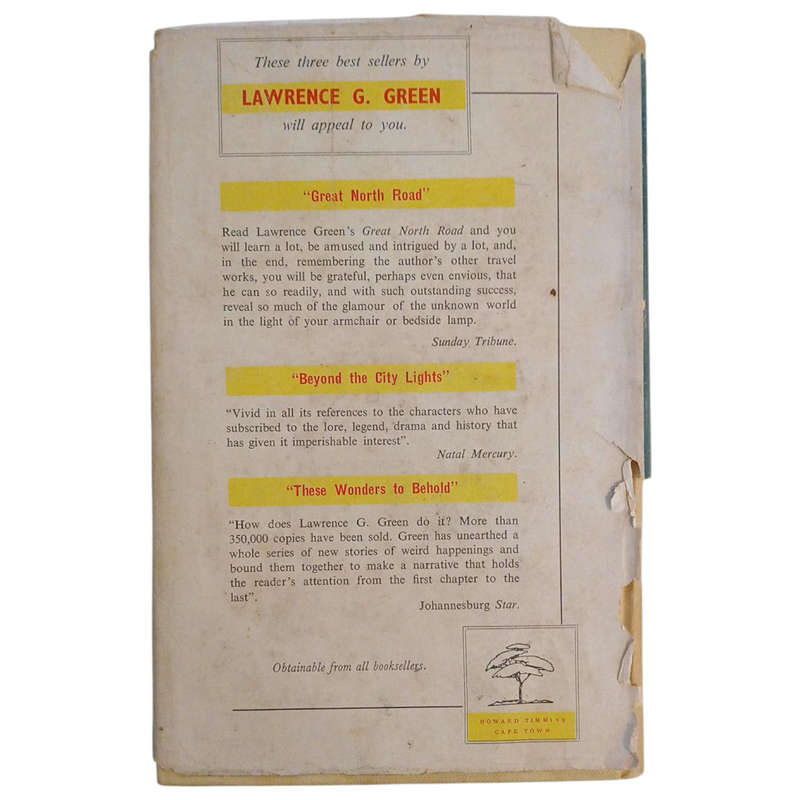 These three best sellers by
LAWRENCE G. GREEN
will appeal to you.
"Great North Road"
Read Lawrence Green's Great North Road and you
will learn a lot, be amused and intrigued by a lot, and,
in the end, remembering the author's other travel
works, you will be grateful, perhaps even envious, that
he can so readily, and with such outstanding success,
reveal so much of the glamour of the unknown world
in the light of your armchair or bedside lamp.
Sunday Tribune.
"Beyond the City Lights"
"Vivid in all its references to the characters who have
subscribed to the lore, legend, drama and history that
has given it imperishable interest".
Natal Mercury.
"These Wonders to Behold"
"How does Lawrence G. Green do it? More than
350,000 copies have been sold. Green has unearthed a
whole series of new stories of weird happenings and
bound them together to make a narrative that holds
the reader's attention from the first chapter to the
last".
Johannesburg Star.
Obtainable from all booksellers.
HOWARD TIMMINS
CAPE TOWN